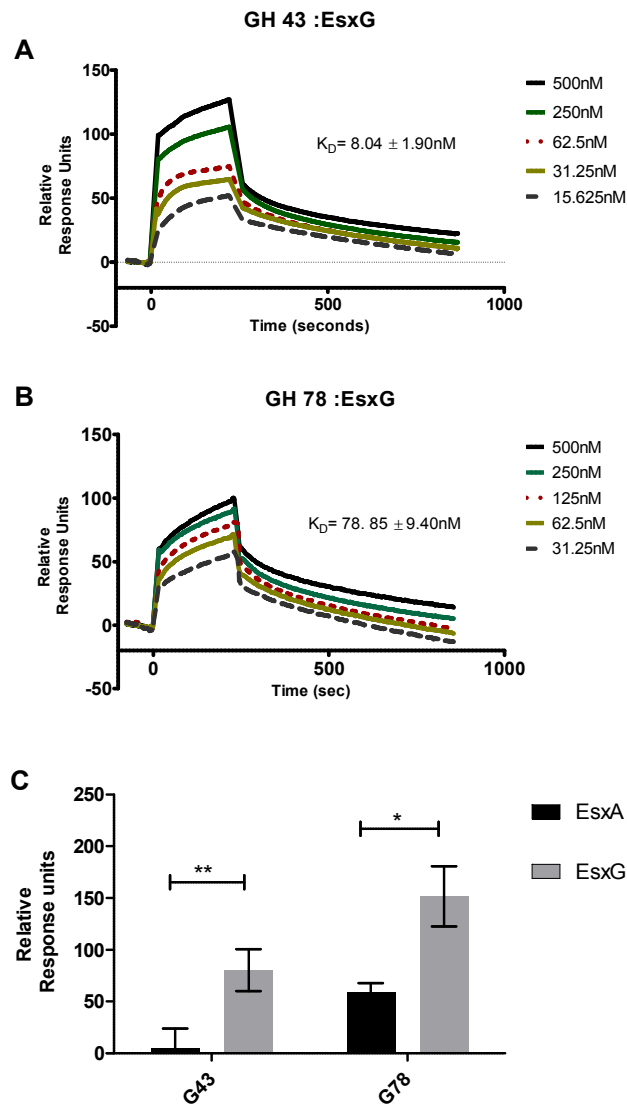 GH 43 :EsxG
A
150
100
50
0
-50
Relative
Response Units
0
500
1000
Time (seconds)
K_D= 8.04 ± 1.90nM
500nM
250nM
62.5nM
31.25nM
15.625nM
B
GH 78 :EsxG
150
100
50
0
-50
Relative
Response Units
0
500
1000
Time (sec)
K_D= 78. 85 ± 9.40nM
500nM
250nM
125nM
62.5nM
31.25nM
C
250
200
150
100
50
0
Relative
Response units
**
*
G43
G78
EsxA
EsxG